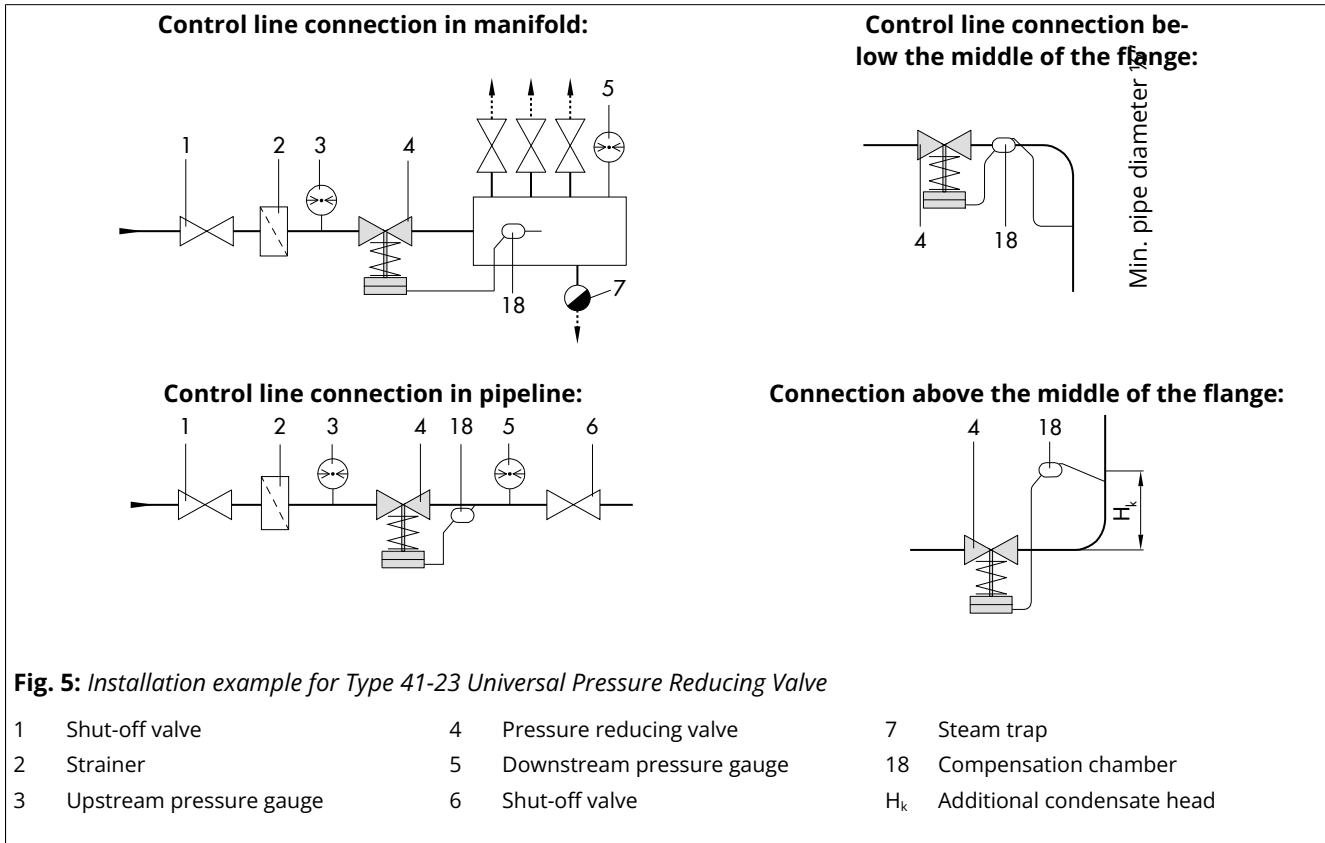 Control line connection in manifold:
1
2
3
4
5
18
7
Control line connection be-
low the middle of the flange:
4
18
Min. pipe diameter ½"
Control line connection in pipeline:
1
2
3
4
18
5
6
Connection above the middle of the flange:
4
18
Hk
Fig. 5: Installation example for Type 41-23 Universal Pressure Reducing Valve
1 Shut-off valve
2 Strainer
3 Upstream pressure gauge
4 Pressure reducing valve
5 Downstream pressure gauge
6 Shut-off valve
7 Steam trap
18 Compensation chamber
Hk Additional condensate head